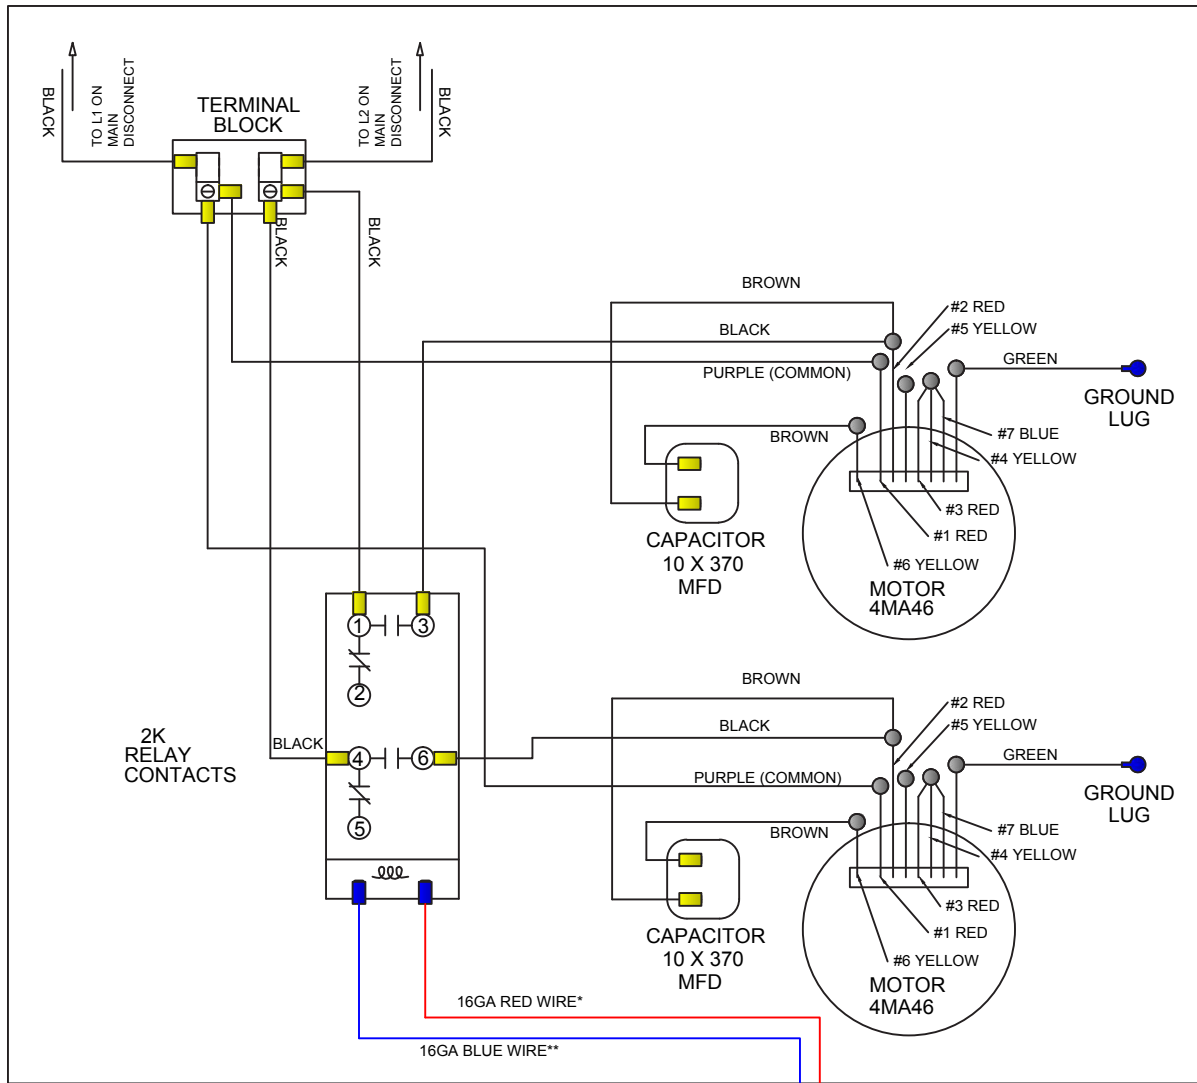 BLACK
TO L1 ON
MAIN
DISCONNECT
TERMINAL
BLOCK
TO L2 ON
MAIN
DISCONNECT
BLACK
BLACK
BLACK
BROWN
#2 RED
#5 YELLOW
BLACK
GREEN
PURPLE (COMMON)
GROUND
LUG
BROWN
#7 BLUE
#4 YELLOW
#3 RED
#1 RED
#6 YELLOW
CAPACITOR
10 X 370
MFD
MOTOR
4MA46
1
3
2
2K
RELAY
CONTACTS
BLACK
4
6
5
BROWN
#2 RED
#5 YELLOW
BLACK
GREEN
PURPLE (COMMON)
GROUND
LUG
BROWN
#7 BLUE
#4 YELLOW
#3 RED
#1 RED
#6 YELLOW
CAPACITOR
10 X 370
MFD
MOTOR
4MA46
16GA RED WIRE*
16GA BLUE WIRE**